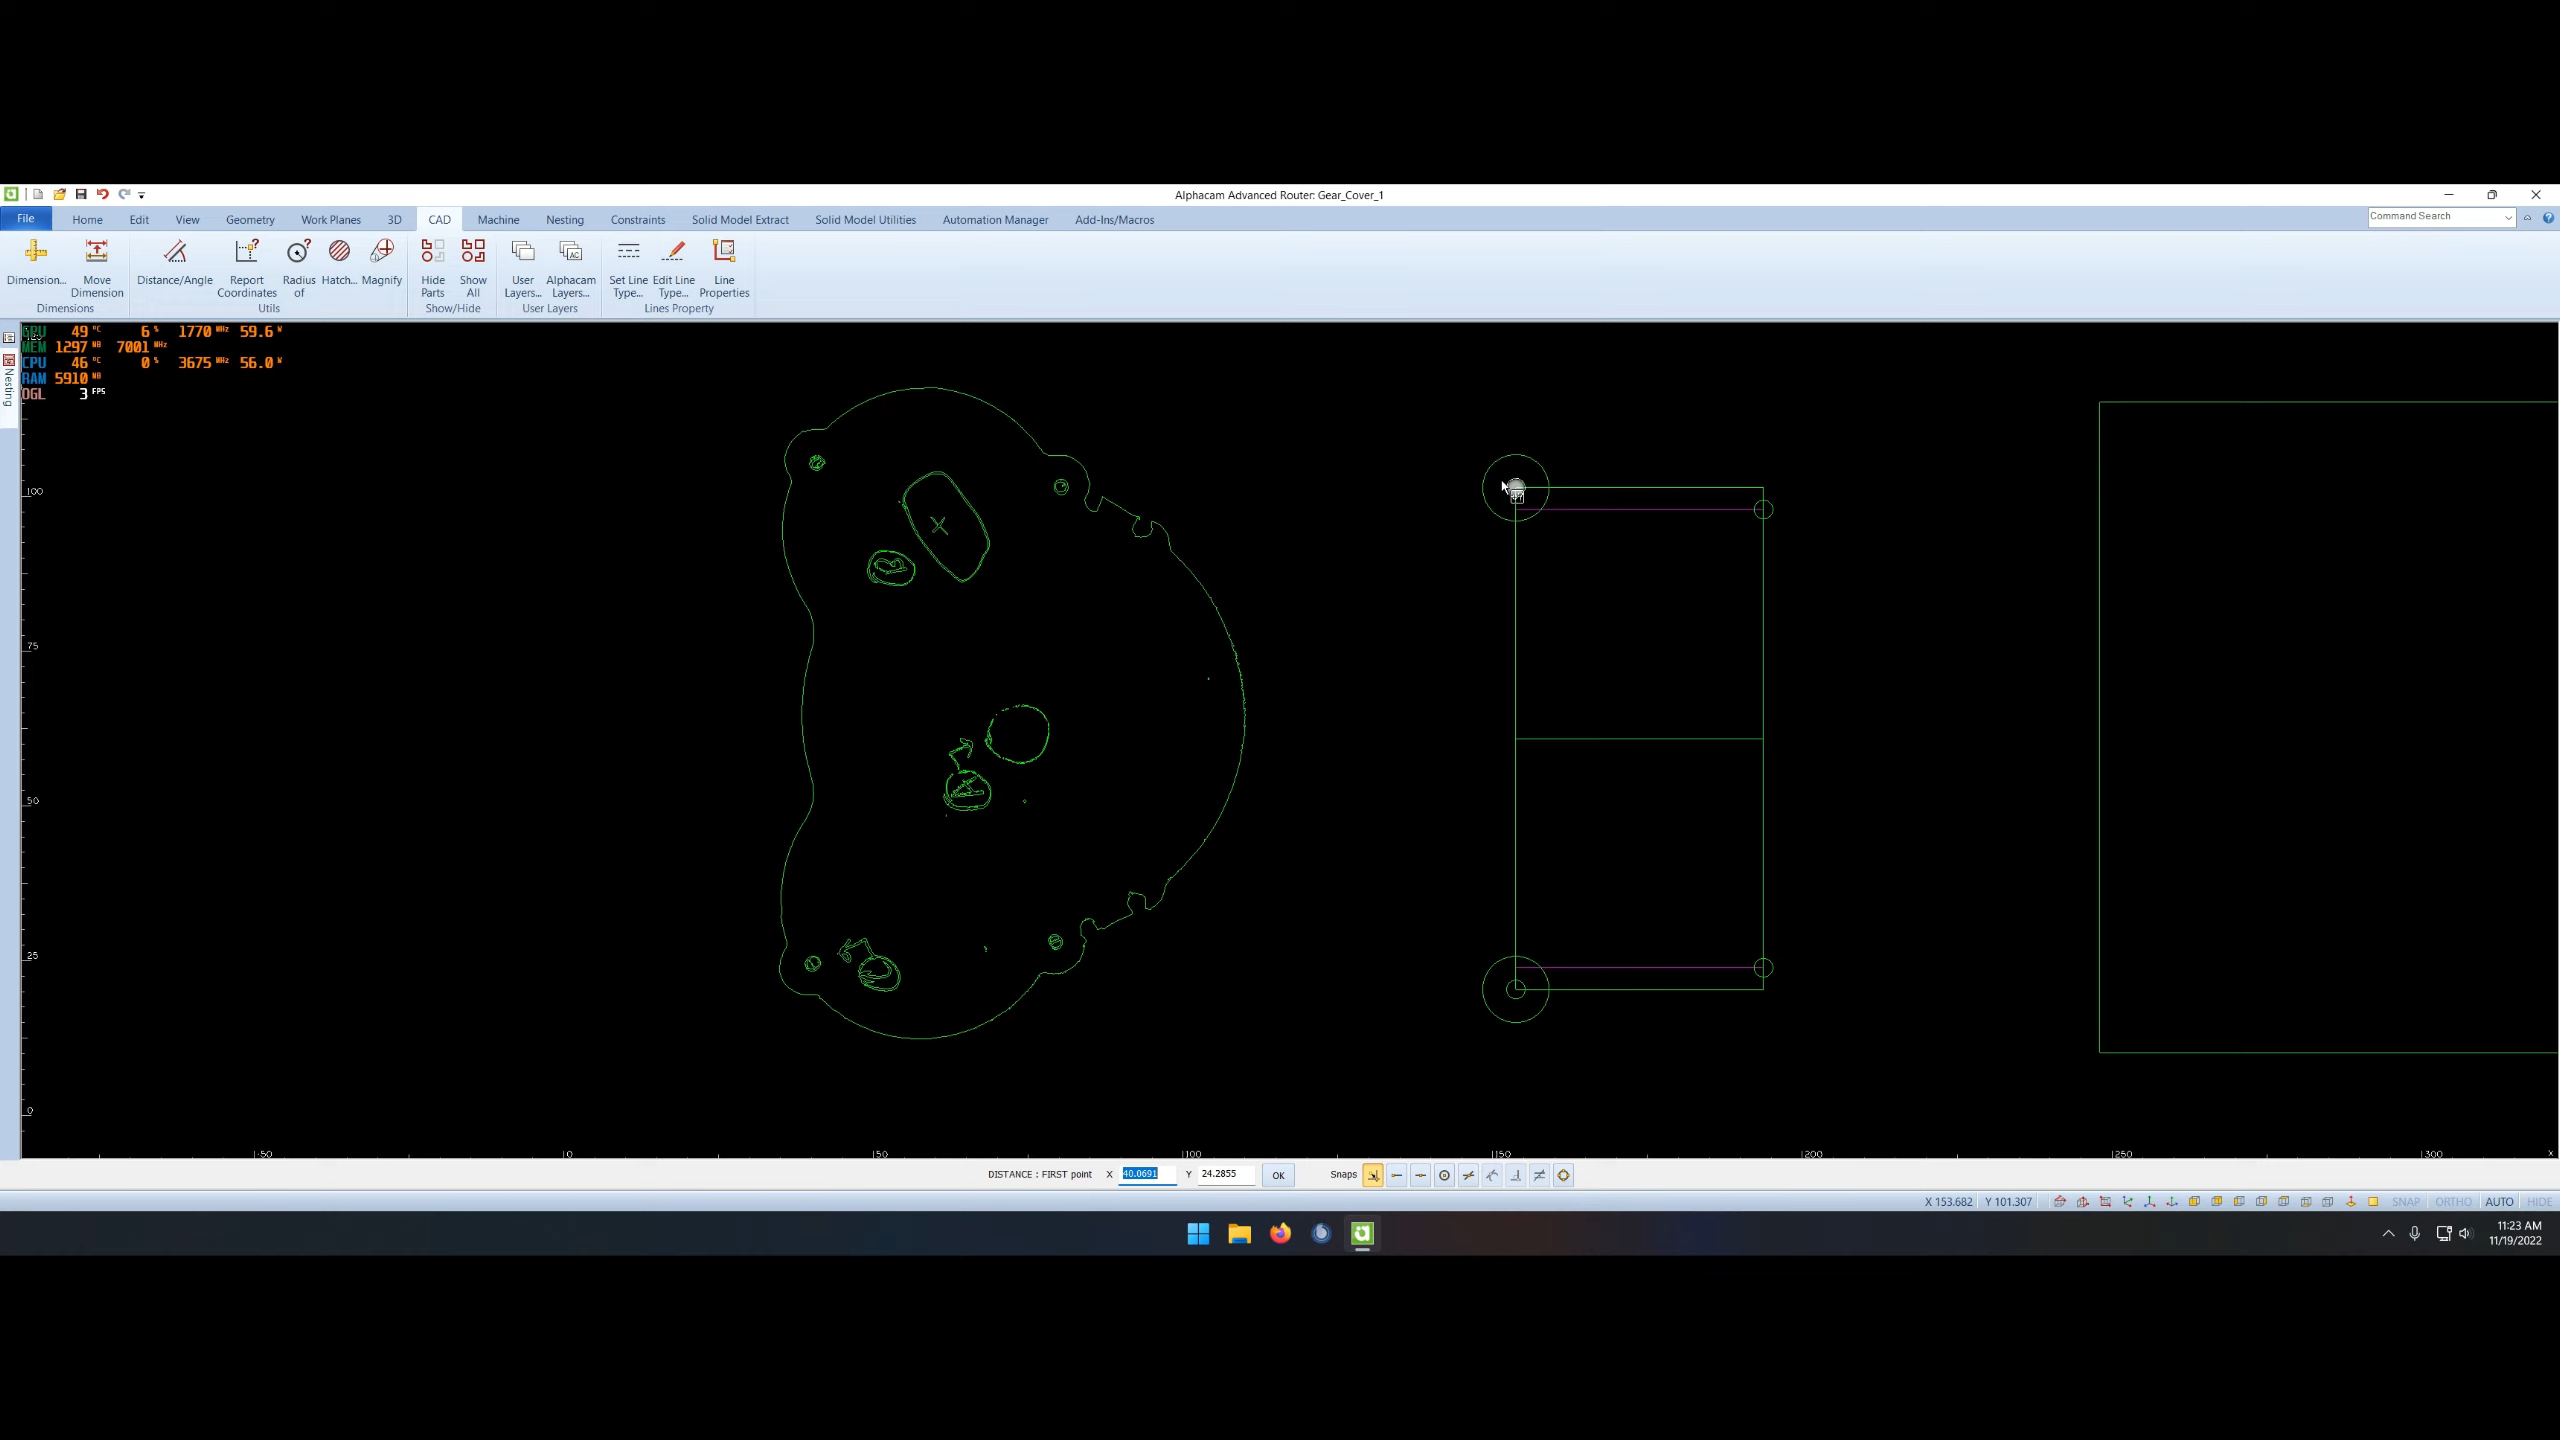 Alphacam Advanced Router: Gear_Cover_1
File Home Edit View Geometry Work Planes 3D CAD Machine Nesting Constraints Solid Model Extract Solid Model Utilities Automation Manager Add-Ins/Macros Command Search
Dimension... Move Dimension Distance/Angle Report Coordinates Radius of Hatch... Magnify Hide Parts Show All User Layers... Alphacam Layers... Set Line Type... Edit Line Type... Line Properties
Dimensions Utils Show/Hide User Layers Lines Property
GPU 49 °C 6 % 1770 MHz 59.6 W
MEM 1297 MB 7001 MHz
CPU 46 °C 0 % 3675 MHz 56.0 W
RAM 5910 MB
OGL 3 FPS
Nesting
100
75
50
25
0
-50 0 50 100 150 200 250 300 X
DISTANCE : FIRST point X 40.0691 Y 24.2855 OK Snaps
X 153.682 Y 101.307 SNAP ORTHO AUTO HIDE
11:23 AM
11/19/2022